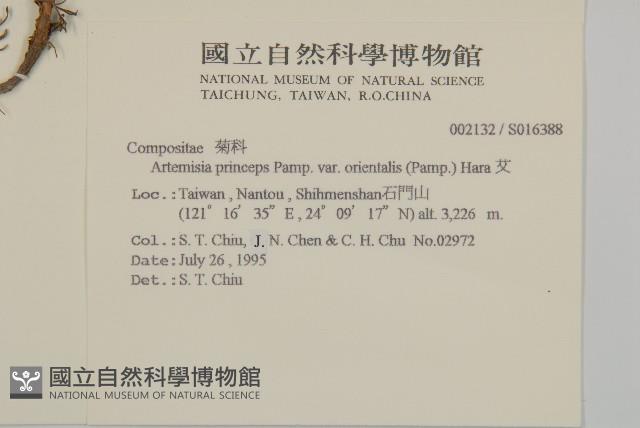 國立自然科學博物館
NATIONAL MUSEUM OF NATURAL SCIENCE
TAICHUNG, TAIWAN, R.O.CHINA
002132 / S016388
Compositae 菊科
Artemisia princeps Pamp. var. orientalis (Pamp.) Hara 艾
Loc.: Taiwan , Nantou , Shihmenshan石門山
(121° 16' 35" E , 24° 09' 17" N) alt. 3,226 m.
Col.: S. T. Chiu, J. N. Chen & C. H. Chu No.02972
Date: July 26 , 1995
Det.: S. T. Chiu
國立自然科學博物館
NATIONAL MUSEUM OF NATURAL SCIENCE